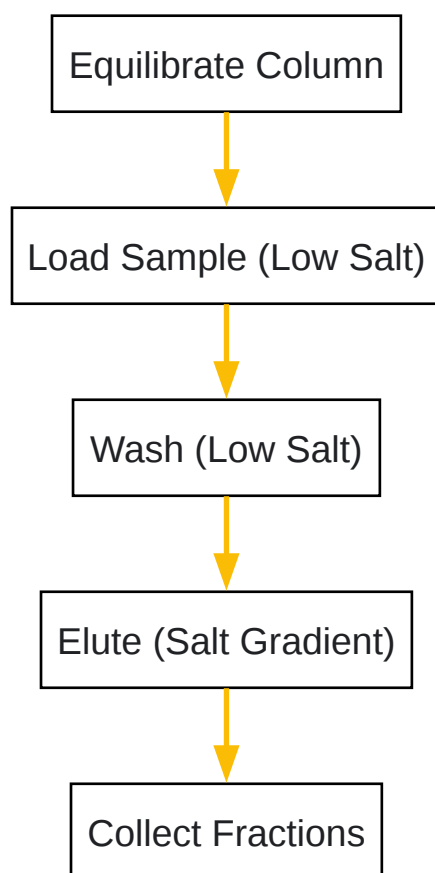 Equilibrate Column
Load Sample (Low Salt)
Wash (Low Salt)
Elute (Salt Gradient)
Collect Fractions